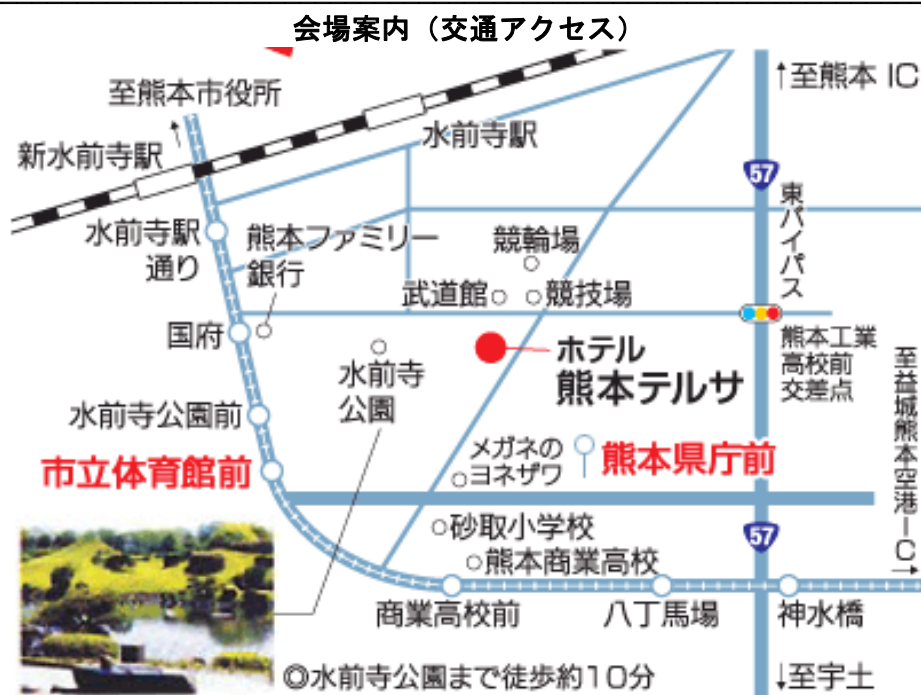 会場案内（交通アクセス）
至熊本市役所
↑至熊本 IC
新水前寺駅
水前寺駅
57
東バイパス
水前寺駅
通り
熊本ファミリー
銀行
競輪場
武道館
競技場
国府
水前寺
公園
ホテル
熊本テルサ
熊本工業
高校前
交差点
至益城熊本空港IC→
水前寺公園前
市立体育館前
メガネの
ヨネザワ
熊本県庁前
砂取小学校
熊本商業高校
57
商業高校前
八丁馬場
神水橋
◎水前寺公園まで徒歩約10分
↓至宇土